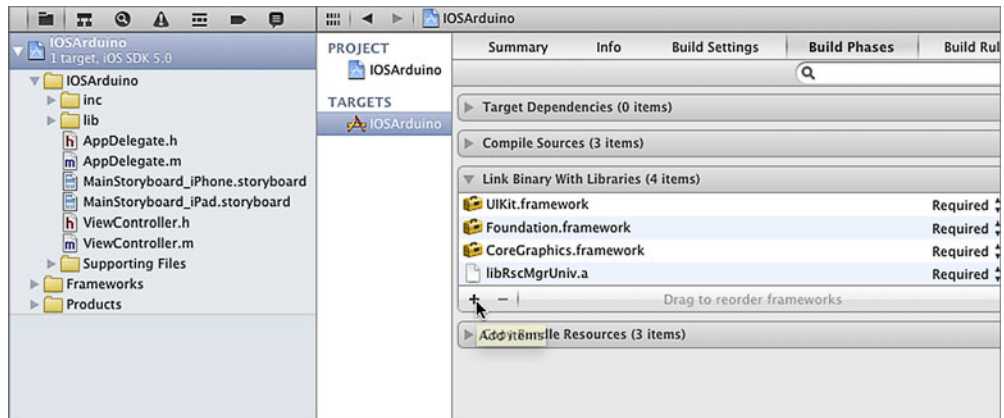 IOSArduino
IOSArduino
1 target, iOS SDK 5.0
IOSArduino
inc
lib
AppDelegate.h
AppDelegate.m
MainStoryboard_iPhone.storyboard
MainStoryboard_iPad.storyboard
ViewController.h
ViewController.m
Supporting Files
Frameworks
Products
PROJECT
IOSArduino
TARGETS
IOSArduino
Summary Info Build Settings Build Phases Build Rul
Target Dependencies (0 items)
Compile Sources (3 items)
Link Binary With Libraries (4 items)
UIKit.framework Required
Foundation.framework Required
CoreGraphics.framework Required
libRscMgrUniv.a Required
Drag to reorder frameworks
Add items
Resources (3 items)